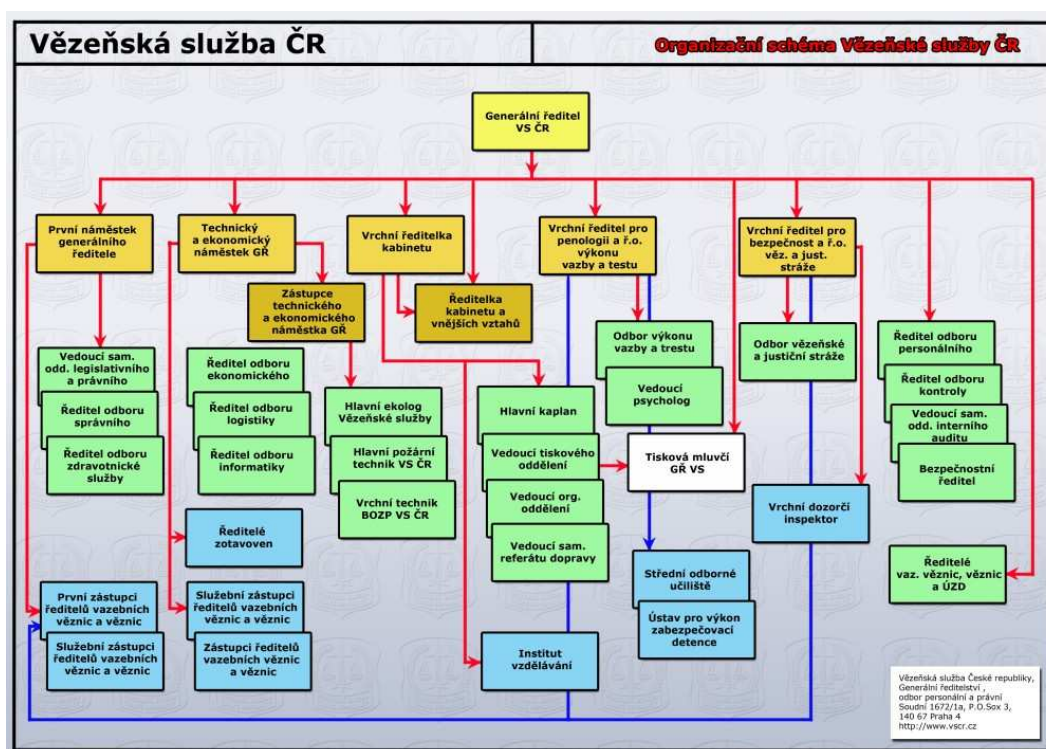 Vězeňská služba ČR
Organizační schéma Vězeňské služby ČR
Generální ředitel
VS ČR
První náměstek
generálního
ředitele
Technický
a ekonomický
náměstek GŘ
Vrchní ředitelka
kabinetu
Vrchní ředitel pro
penologii a ř.o.
výkonu
vazby a testu
Vrchní ředitel pro
bezpečnost a ř.o.
věz. a just.
stráže
Zástupce
technického
a ekonomického
náměstka GŘ
Ředitelka
kabinetu a
vnějších vztahů
Vedoucí sam.
odd. legislativního
a právního
Ředitel odboru
správního
Ředitel odboru
zdravotnické
služby
Ředitel odboru
ekonomického
Ředitel odboru
logistiky
Ředitel odboru
informatiky
Hlavní ekolog
Vězeňské služby
Hlavní požární
technik VS ČR
Vrchní technik
BOZP VS ČR
Hlavní kaplan
Vedoucí tiskového
oddělení
Vedoucí org.
oddělení
Vedoucí sam.
referátu dopravy
Odbor výkonu
vazby a trestu
Vedoucí
psycholog
Tisková mluvčí
GŘ VS
Odbor vězeňské
a justiční stráže
Ředitel odboru
personálního
Ředitel odboru
kontroly
Vedoucí sam.
odd. interního
auditu
Bezpečnostní
ředitel
Vrchní dozorčí
inspektor
Ředitelé
zotavoven
Střední odborné
učiliště
Ústav pro výkon
zabezpečovací
detence
Ředitelé
vaz. věznic, věznic
a ÚZD
První zástupci
ředitelů vazebních
věznic a věznic
Služební zástupci
ředitelů vazebních
věznic a věznic
Služební zástupci
ředitelů vazebních
věznic a věznic
Zástupci ředitelů
vazebních věznic
a věznic
Institut
vzdělávání
Vězeňská služba České republiky,
Generální ředitelství ,
odbor personální a právní
Soudní 1672/1a, P.O.Sox 3,
140 67 Praha 4
http://www.vscr.cz